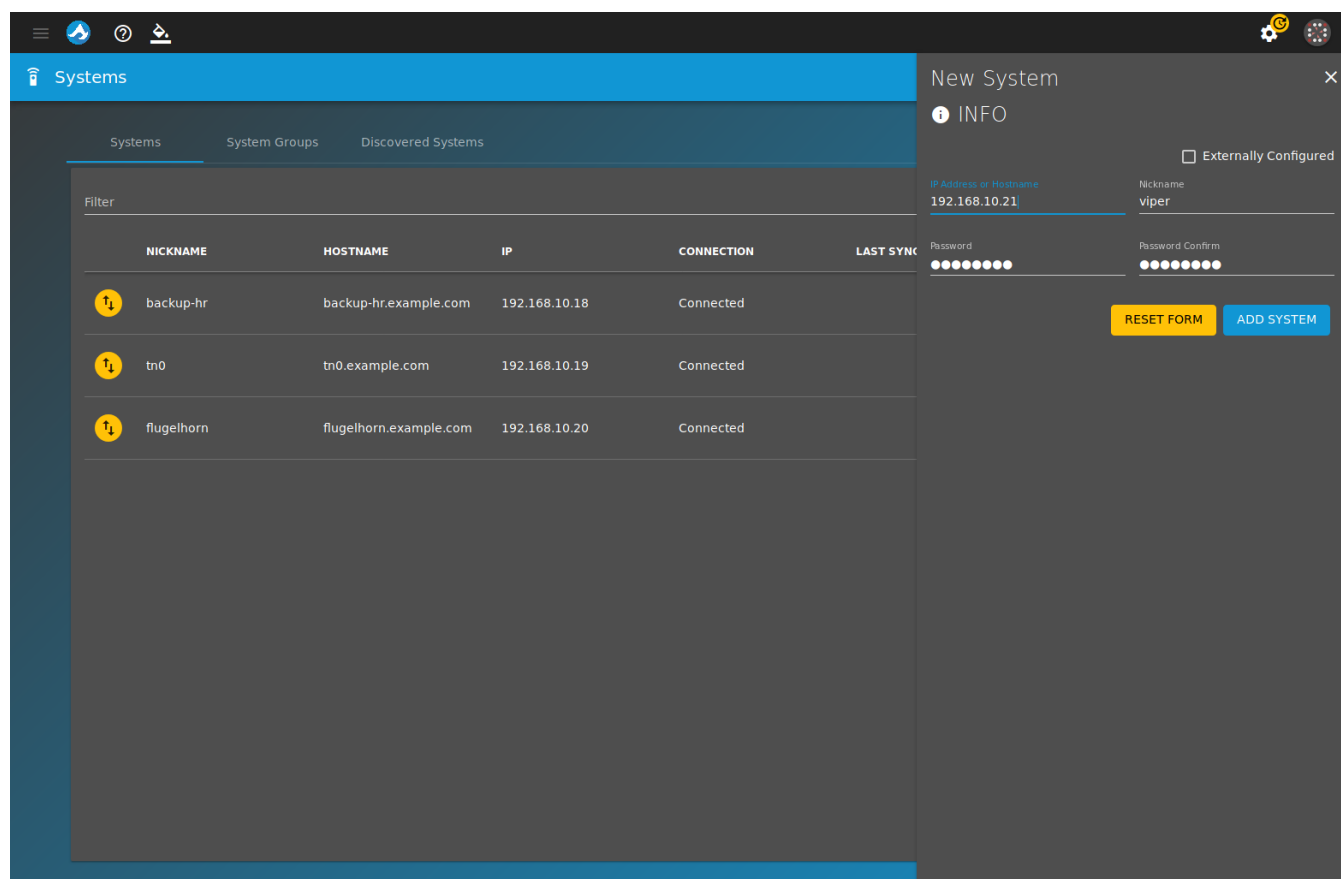 Systems
Systems System Groups Discovered Systems
Filter
NICKNAME HOSTNAME IP CONNECTION LAST SYNC
backup-hr backup-hr.example.com 192.168.10.18 Connected
tn0 tn0.example.com 192.168.10.19 Connected
flugelhorn flugelhorn.example.com 192.168.10.20 Connected
New System
INFO
Externally Configured
IP Address or Hostname Nickname
192.168.10.21 viper
Password Password Confirm
●●●●●●●● ●●●●●●●●
RESET FORM ADD SYSTEM